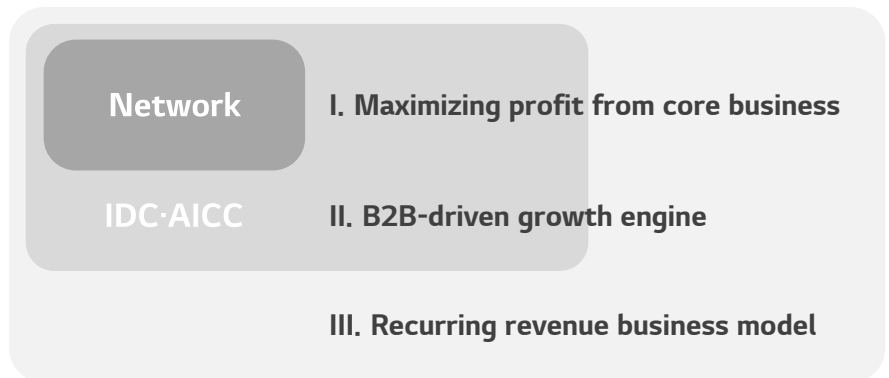 Network
I. Maximizing profit from core business
IDC·AICC
II. B2B-driven growth engine
III. Recurring revenue business model